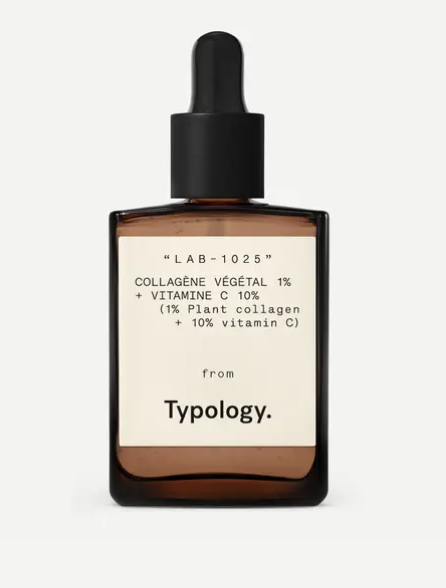 “LAB-1025”
COLLAGÈNE VÉGÉTAL 1%
+ VITAMINE C 10%
(1% Plant collagen
+ 10% vitamin C)
from
Typology.